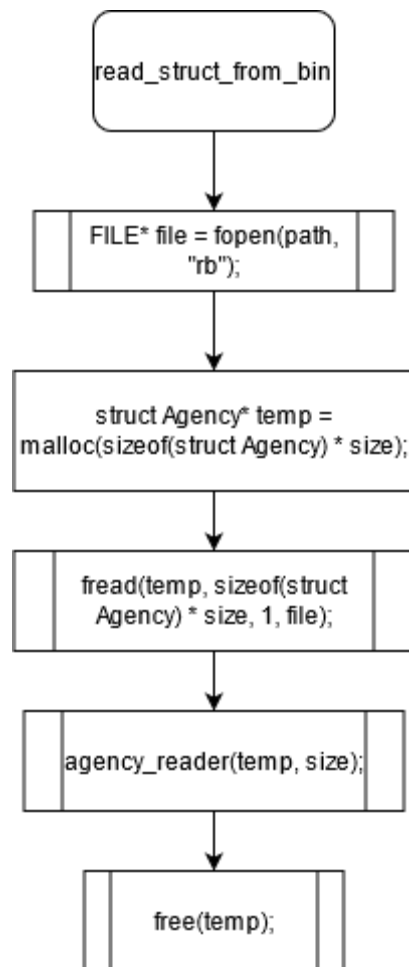 read_struct_from_bin
FILE* file = fopen(path,
"rb");
struct Agency* temp =
malloc(sizeof(struct Agency) * size);
fread(temp, sizeof(struct
Agency) * size, 1, file);
agency_reader(temp, size);
free(temp);